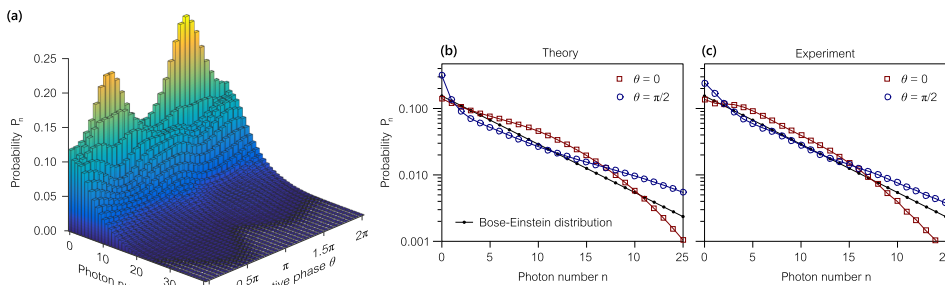 (a)
0.25
0.20
0.15
0.10
0.05
0.00
Probability Pn
0
10
20
30
0.5π
π
1.5π
2π
(b)
Theory
θ = 0
θ = π/2
Bose-Einstein distribution
0.100
0.010
0.001
Probability Pn
0 5 10 15 20 25
Photon number n
(c)
Experiment
θ = 0
θ = π/2
0 5 10 15 10
Photon number n